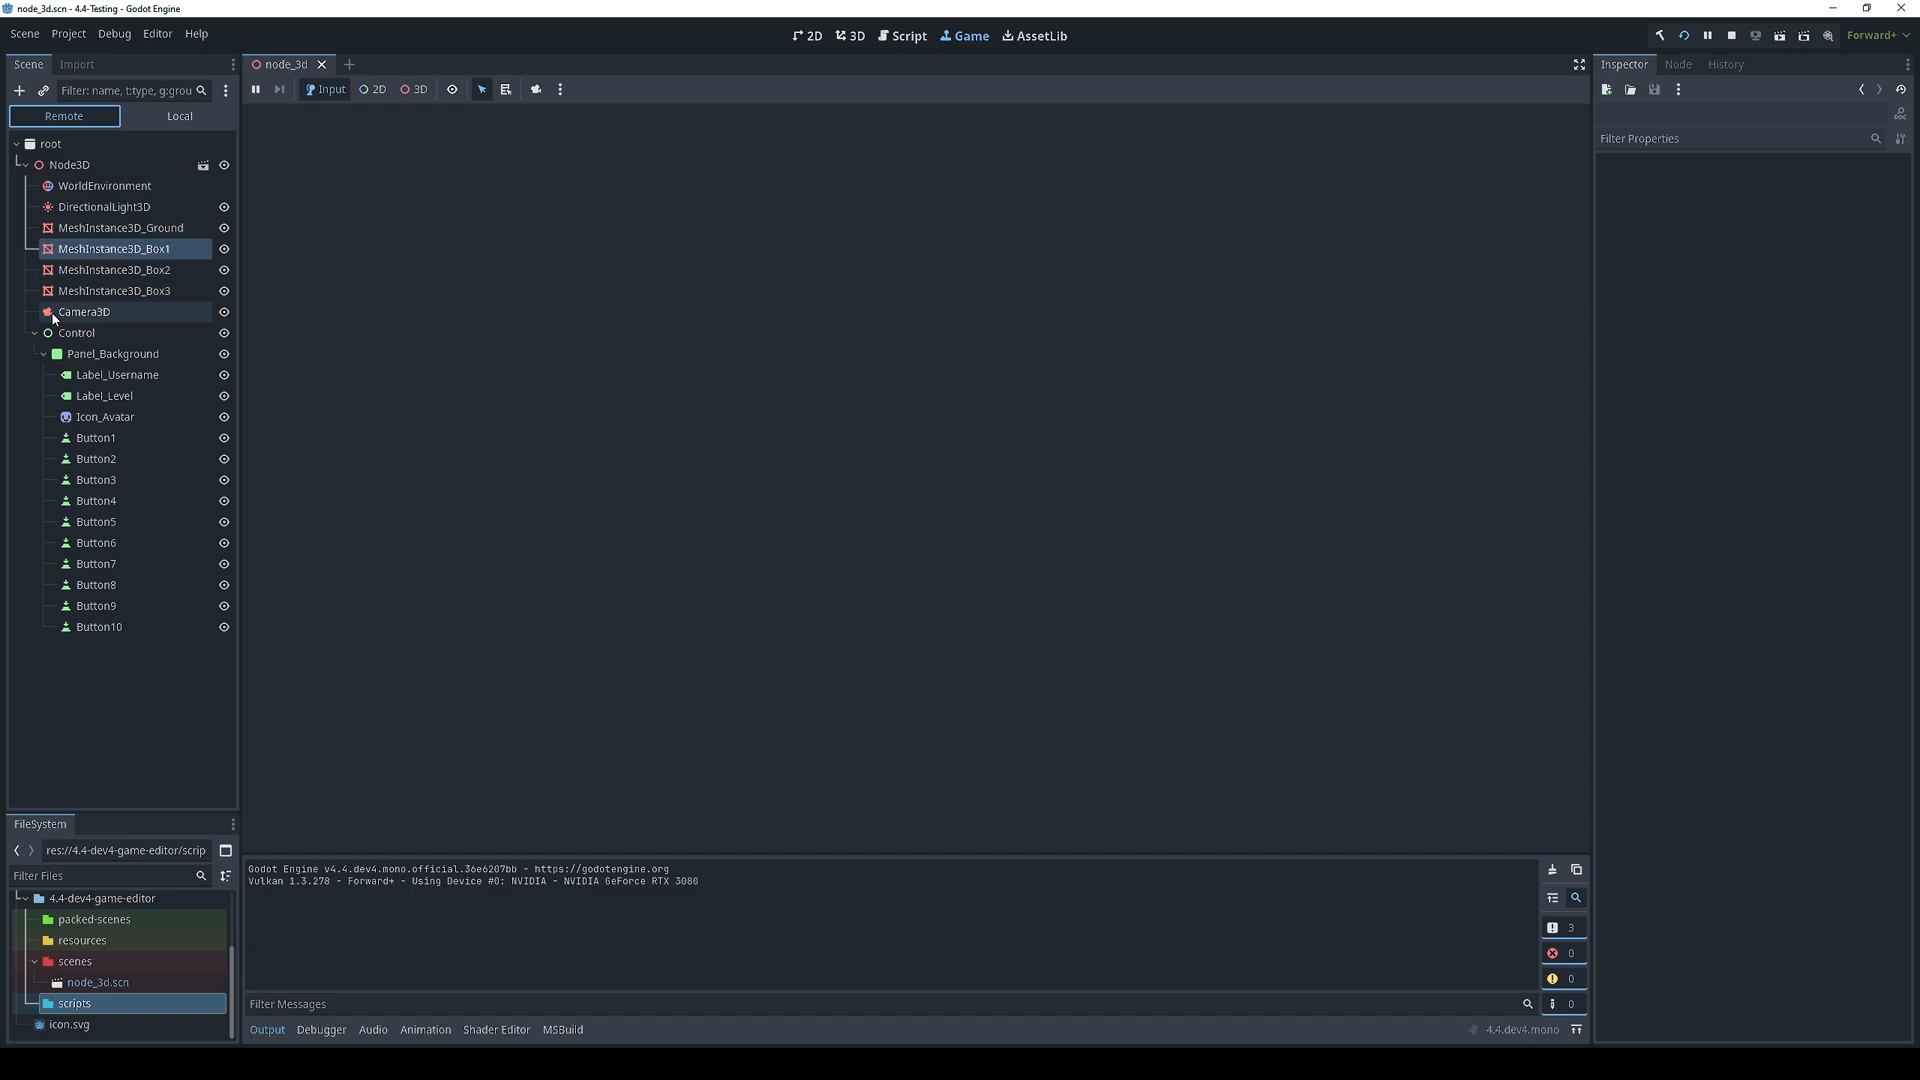 node_3d.scn - 4.4-Testing - Godot Engine
Scene Project Debug Editor Help
2D 3D Script Game AssetLib
Forward+
Scene Import
node_3d
Inspector Node History
Filter: name, t:type, g:grou
Input 2D 3D
Remote Local
Filter Properties
root
Node3D
WorldEnvironment
DirectionalLight3D
MeshInstance3D_Ground
MeshInstance3D_Box1
MeshInstance3D_Box2
MeshInstance3D_Box3
Camera3D
Control
Panel_Background
Label_Username
Label_Level
Icon_Avatar
Button1
Button2
Button3
Button4
Button5
Button6
Button7
Button8
Button9
Button10
FileSystem
res://4.4-dev4-game-editor/scrip
Filter Files
4.4-dev4-game-editor
packed-scenes
resources
scenes
node_3d.scn
scripts
icon.svg
Godot Engine v4.4.dev4.mono.official.36e6207bb - https://godotengine.org
Vulkan 1.3.278 - Forward+ - Using Device #0: NVIDIA - NVIDIA GeForce RTX 3080
3
0
0
0
Filter Messages
Output Debugger Audio Animation Shader Editor MSBuild
4.4.dev4.mono